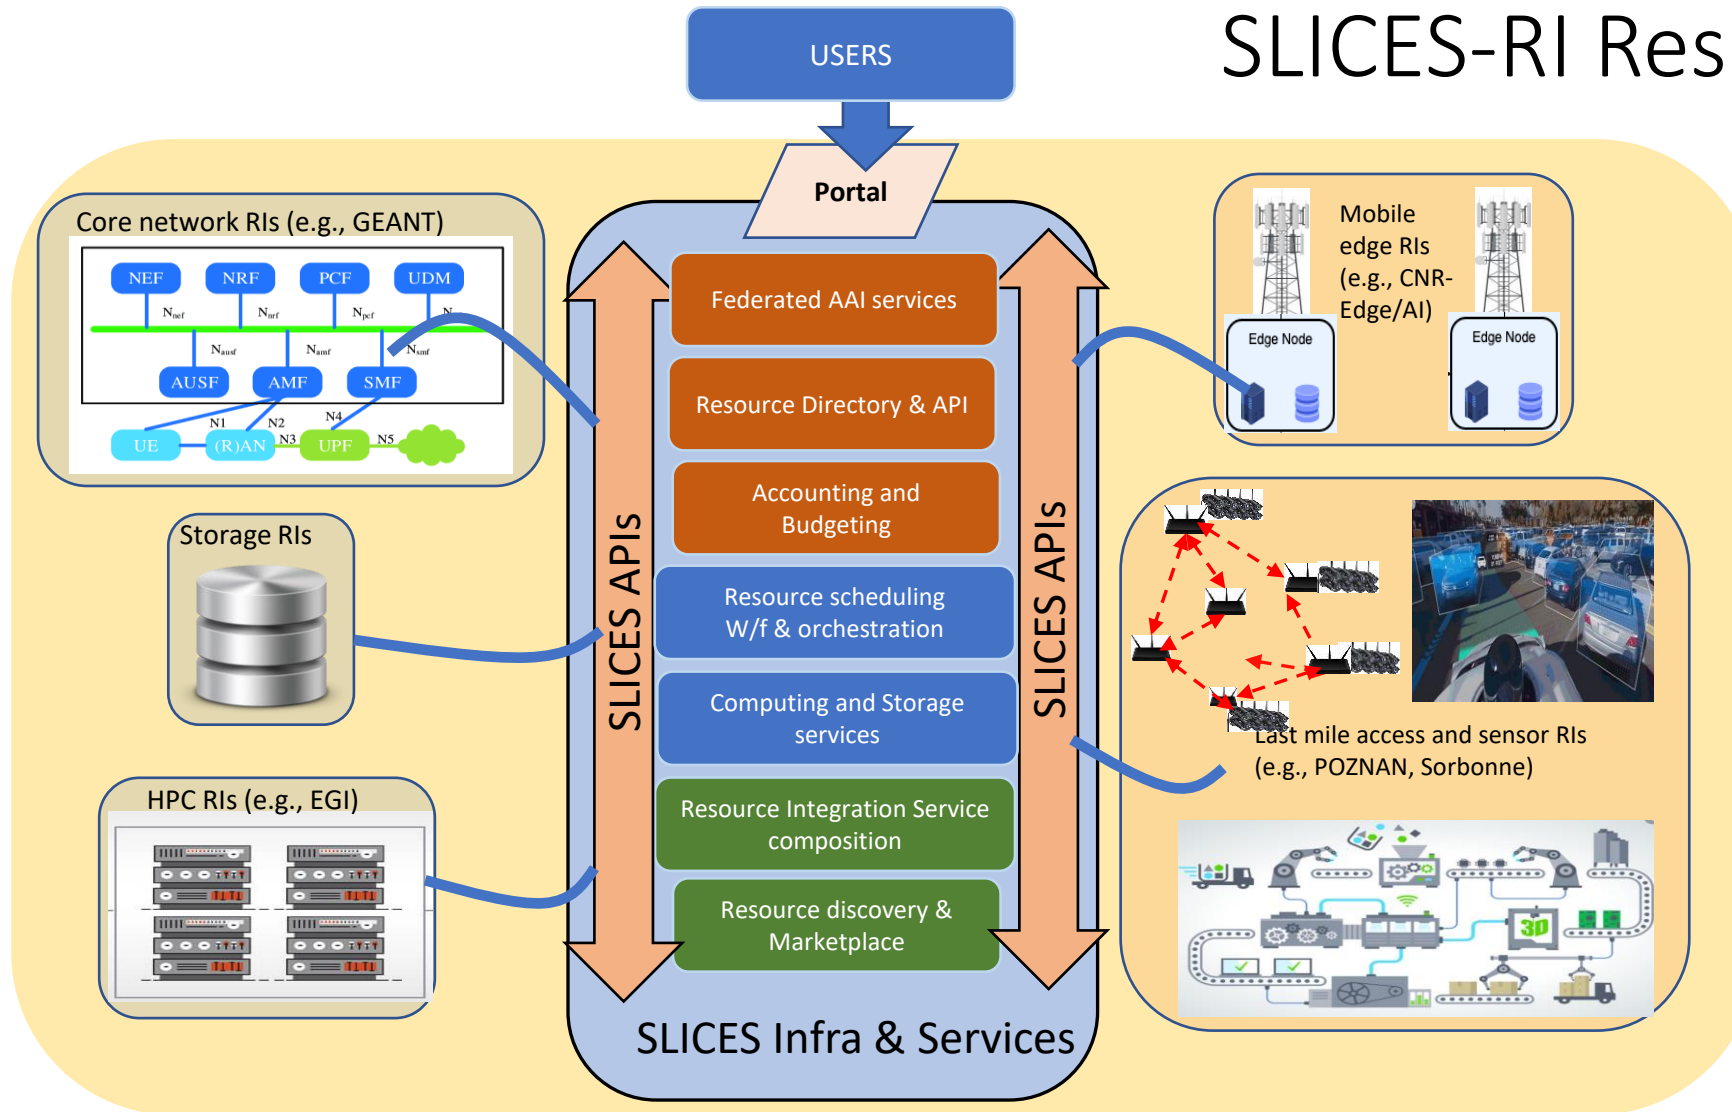 SLICES-RI Res
USERS
Portal
Core network RIs (e.g., GEANT)
NEF
NRF
PCF
UDM
Nnef
Nnrf
Npcf
N
Nausf
Namf
Nsmf
AUSF
AMF
SMF
N1
N2
N4
UE
(R)AN
N3
UPF
N5
Storage RIs
HPC RIs (e.g., EGI)
SLICES APIs
Federated AAI services
Resource Directory & API
Accounting and
Budgeting
Resource scheduling
W/f & orchestration
Computing and Storage
services
Resource Integration Service
composition
Resource discovery &
Marketplace
SLICES APIs
SLICES Infra & Services
Mobile
edge RIs
(e.g., CNR-
Edge/AI)
Edge Node
Edge Node
Last mile access and sensor RIs
(e.g., POZNAN, Sorbonne)
3D